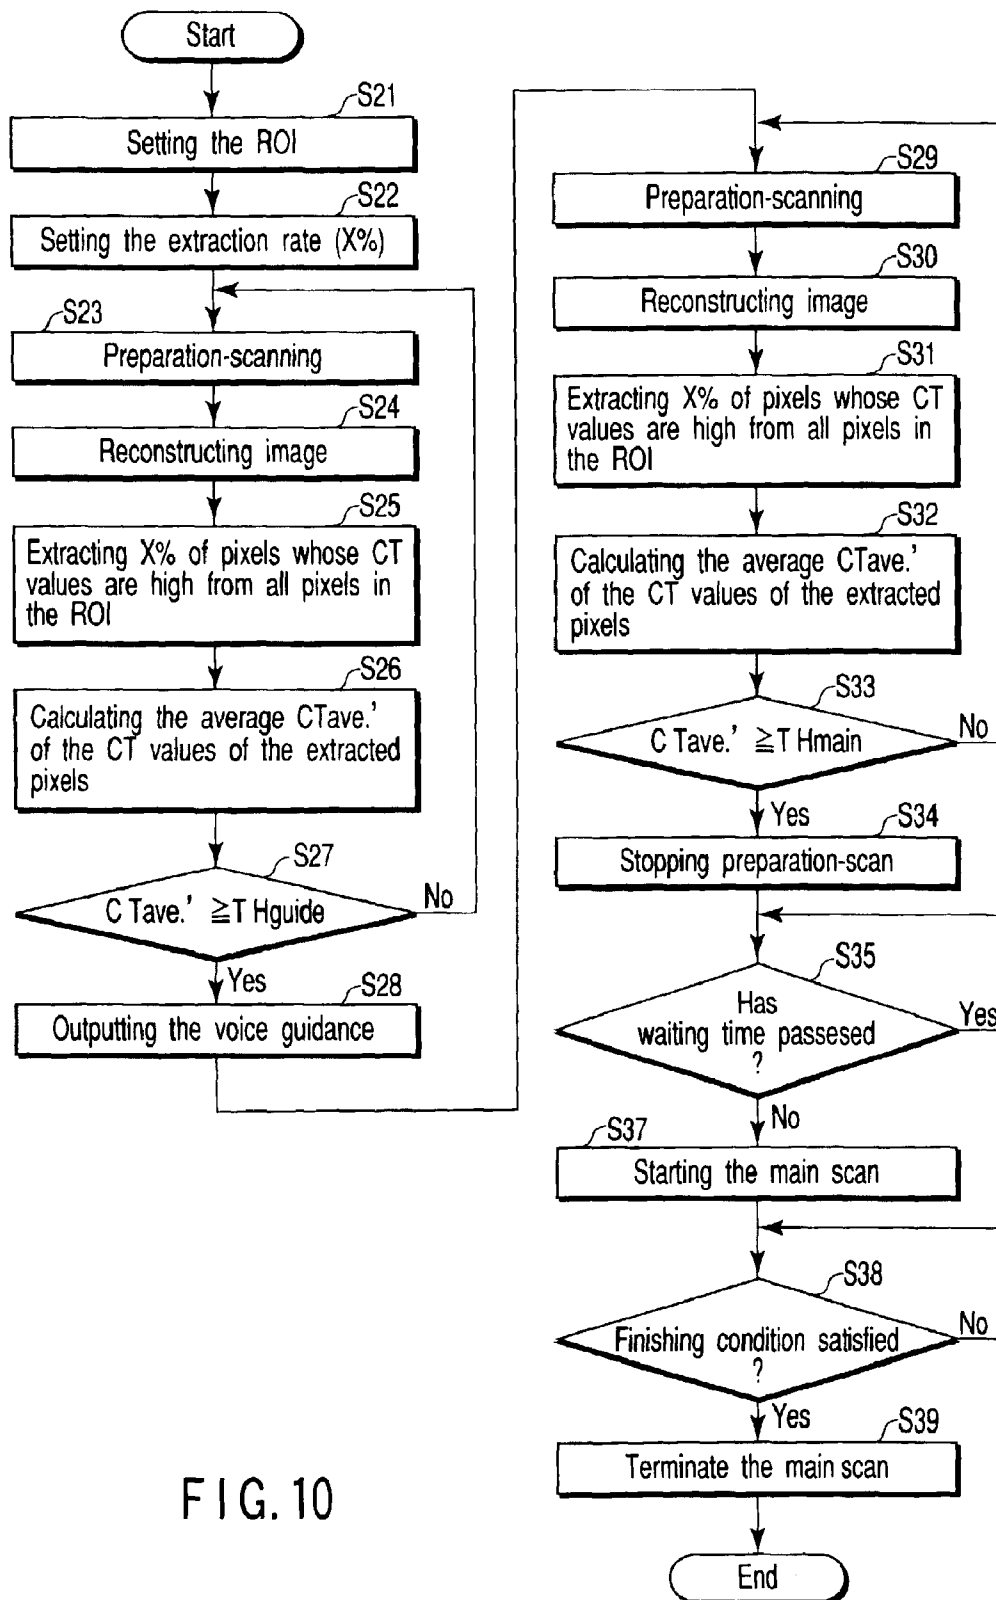 Start
S21
Setting the ROI
S22
Setting the extraction rate (X%)
S23
Preparation-scanning
S24
Reconstructing image
S25
Extracting X% of pixels whose CT
values are high from all pixels in
the ROI
S26
Calculating the average CTave.'
of the CT values of the extracted
pixels
S27
C Tave.' ≧T Hguide
No
Yes
S28
Outputting the voice guidance
S29
Preparation-scanning
S30
Reconstructing image
S31
Extracting X% of pixels whose CT
values are high from all pixels in
the ROI
S32
Calculating the average CTave.'
of the CT values of the extracted
pixels
S33
C Tave.' ≧T Hmain
No
Yes
S34
Stopping preparation-scan
S35
Has
waiting time passesed
?
Yes
No
S37
Starting the main scan
S38
Finishing condition satisfied
?
No
Yes
S39
Terminate the main scan
End
FIG. 10